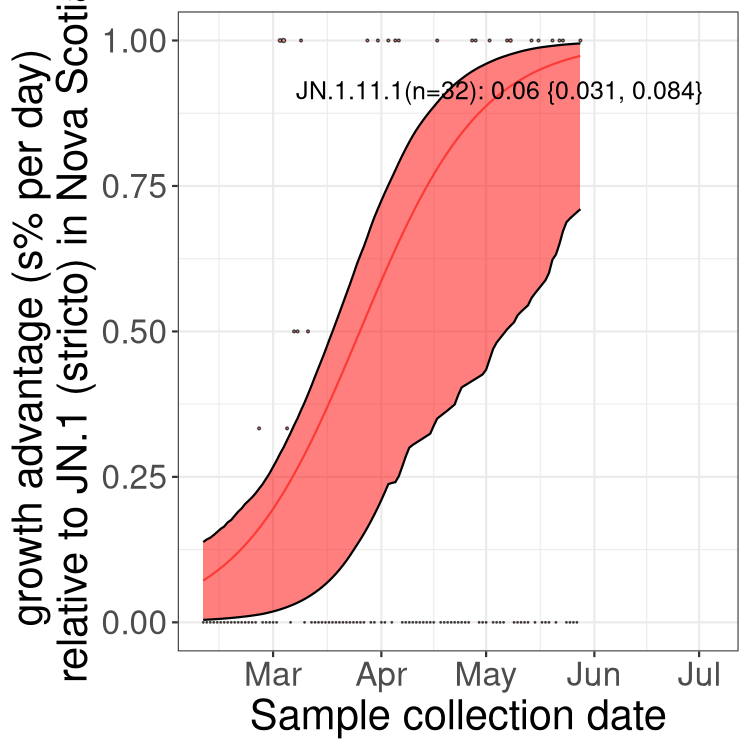 growth advantage (s% per day)
relative to JN.1 (stricto) in Nova Scotia
1.00
0.75
0.50
0.25
0.00
JN.1.11.1(n=32): 0.06 {0.031, 0.084}
Mar Apr May Jun Jul
Sample collection date